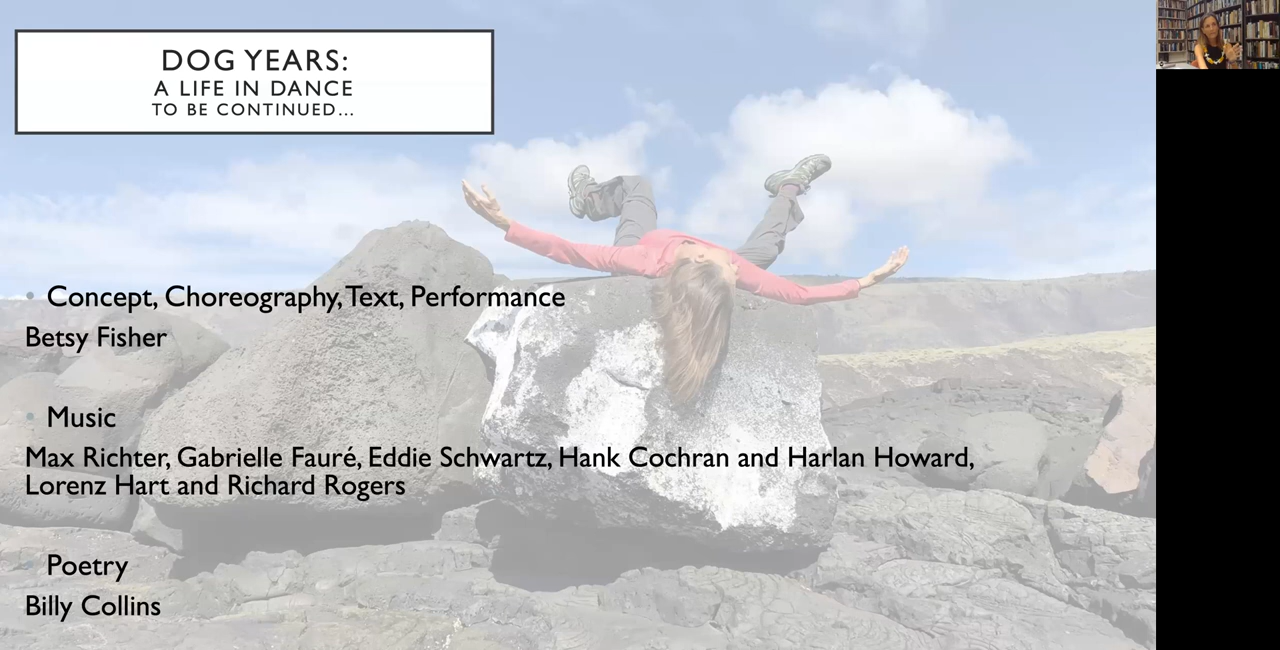 DOG YEARS:
A LIFE IN DANCE
TO BE CONTINUED...
• Concept, Choreography, Text, Performance
Betsy Fisher
• Music
Max Richter, Gabrielle Fauré, Eddie Schwartz, Hank Cochran and Harlan Howard,
Lorenz Hart and Richard Rogers
• Poetry
Billy Collins